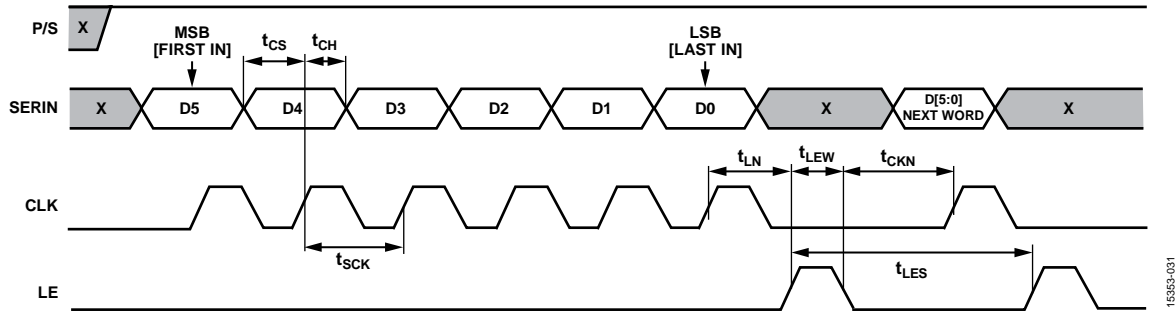 P/S
X
MSB
[FIRST IN]
tCS
tCH
LSB
[LAST IN]
SERIN
X
D5
D4
D3
D2
D1
D0
X
D[5:0]
NEXT WORD
X
tLN
tLEW
tCKN
CLK
tSCK
tLES
LE
15353-031